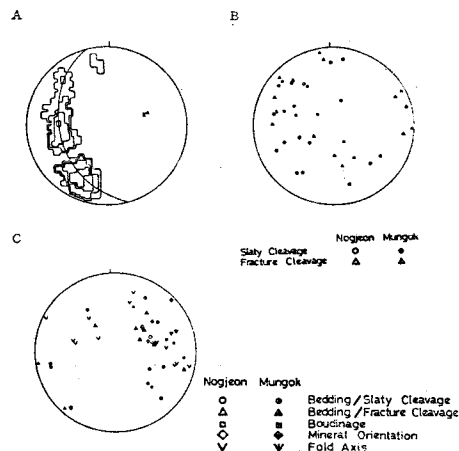 A
B
Nogjeon Mungok
Slaty Cleavage
Fracture Cleavage
C
Nogjeon Mungok
Bedding/Slaty Cleavage
Bedding/Fracture Cleavage
Boudinage
Mineral Orientation
Fold Axis